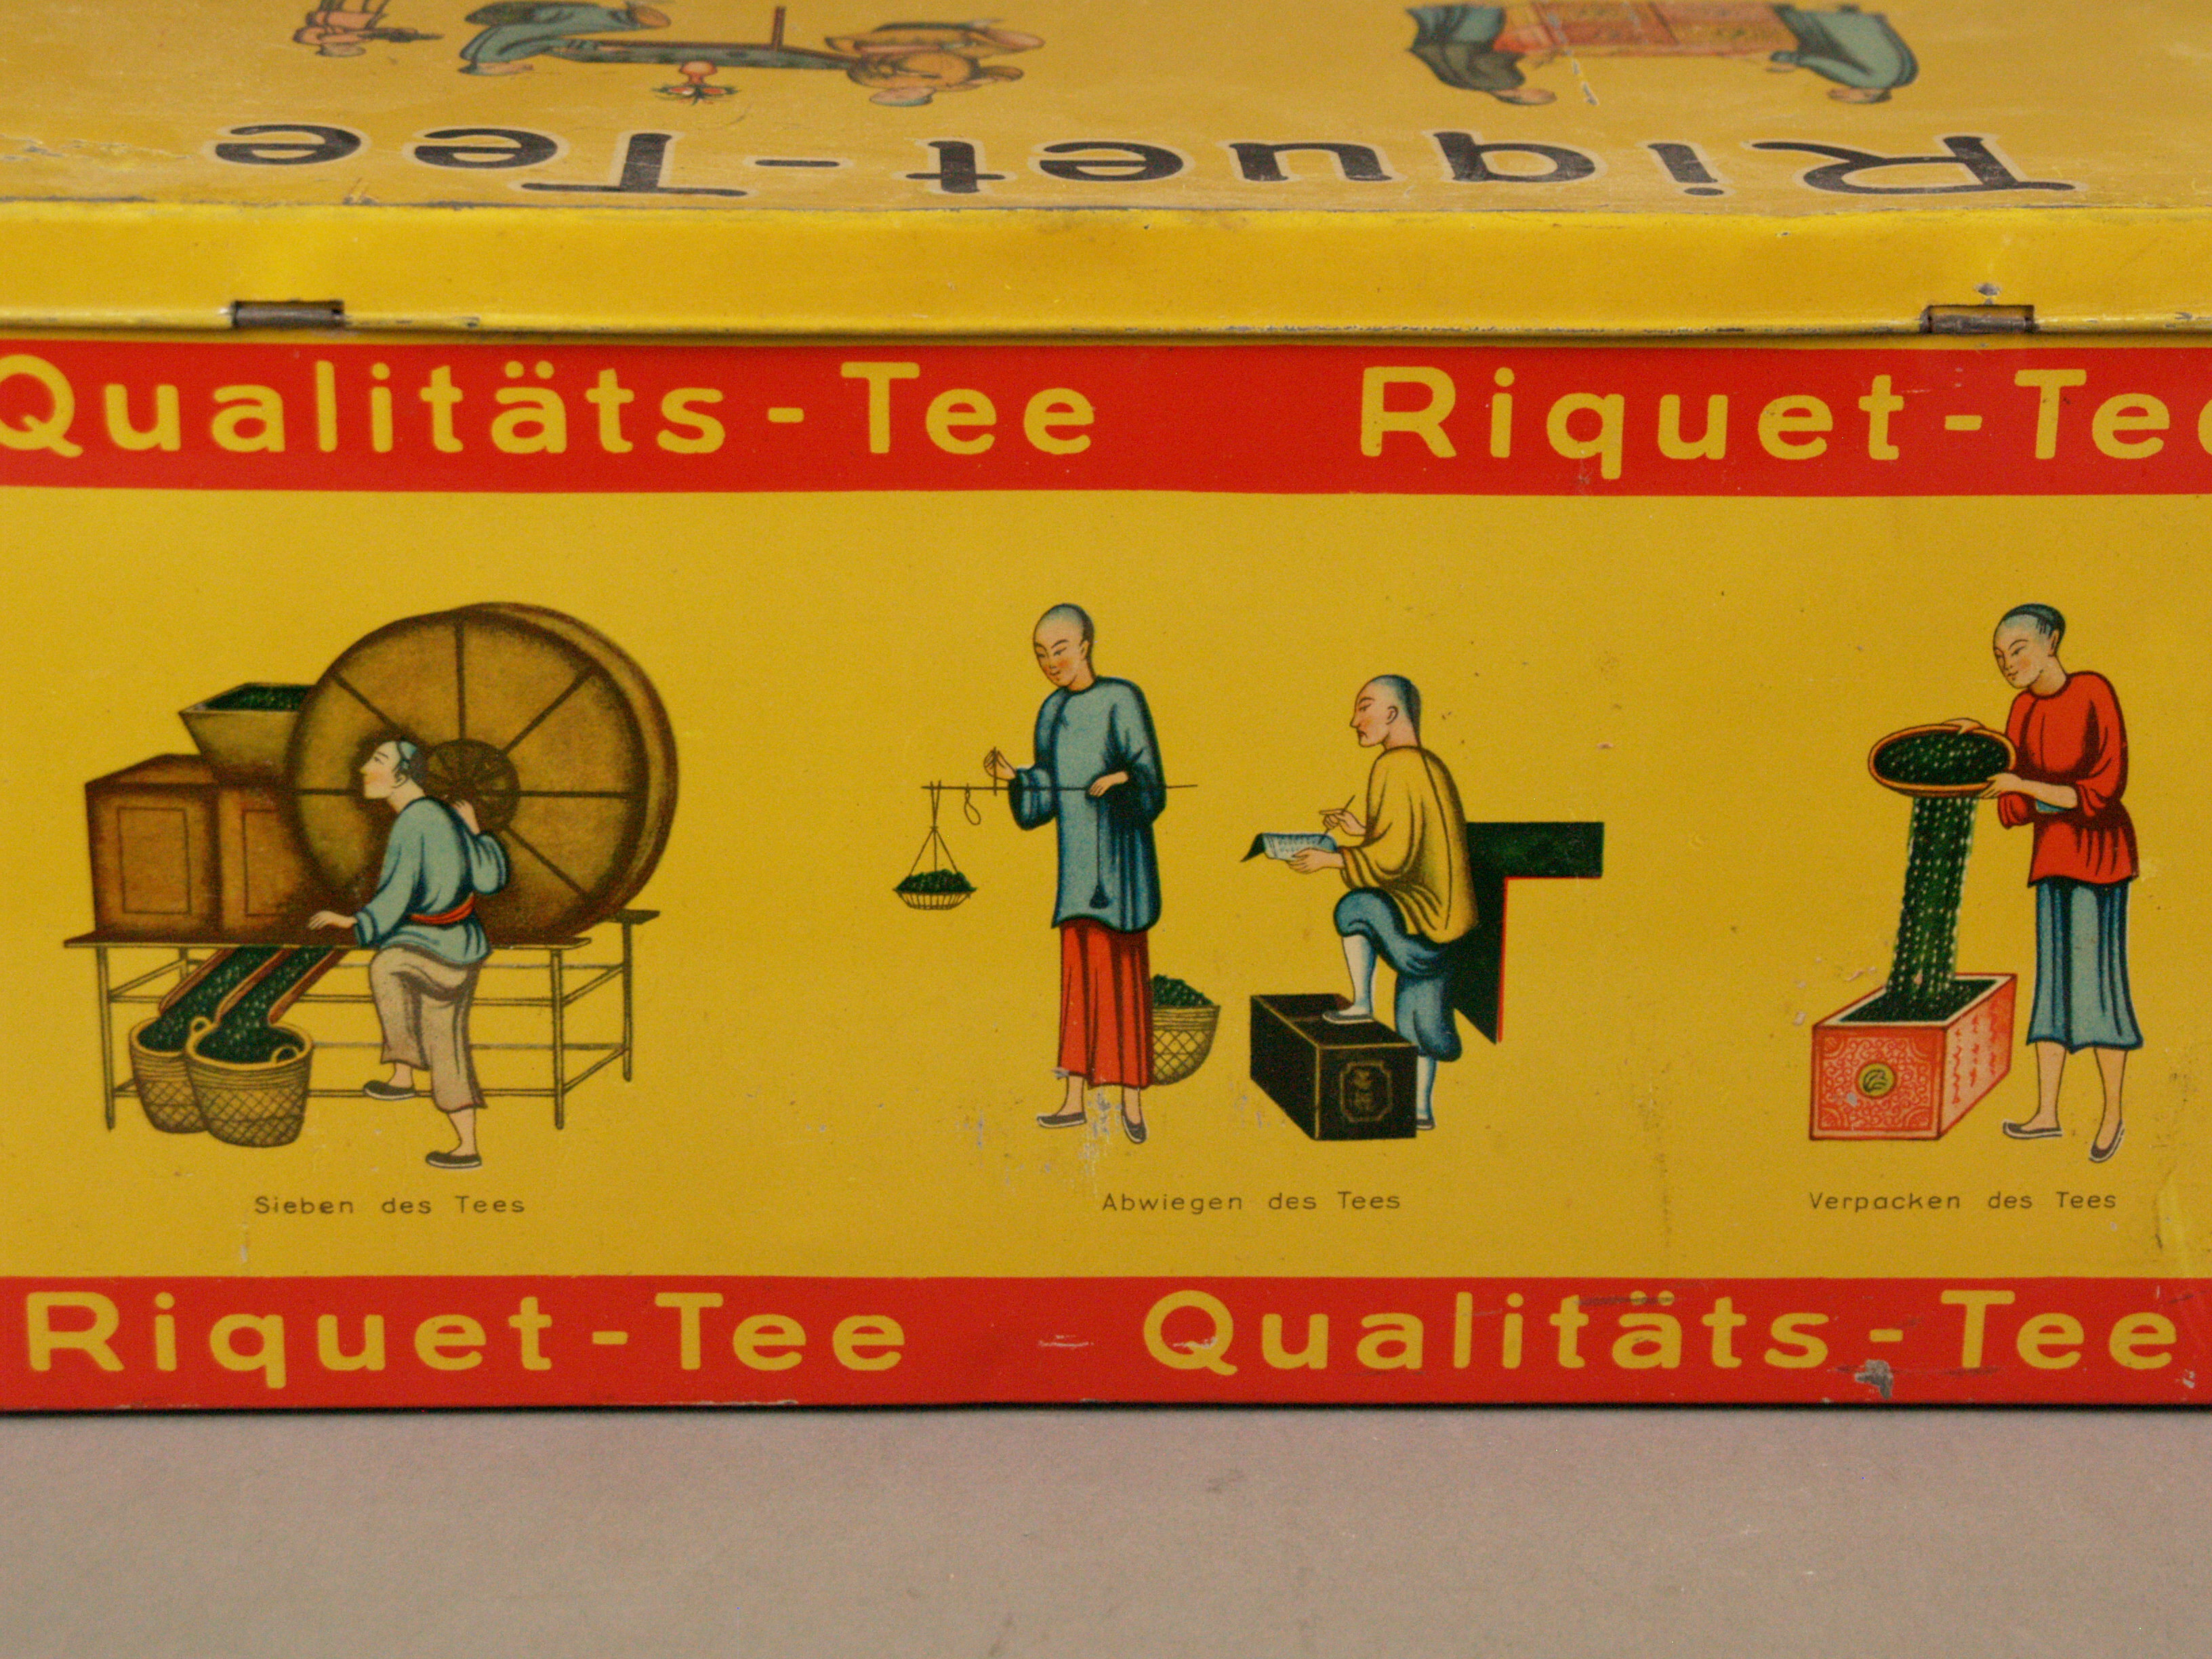 Riquet-Tee
Qualitäts-Tee Riquet-Tee
Sieben des Tees Abwiegen des Tees Verpacken des Tees
Riquet-Tee Qualitäts-Tee